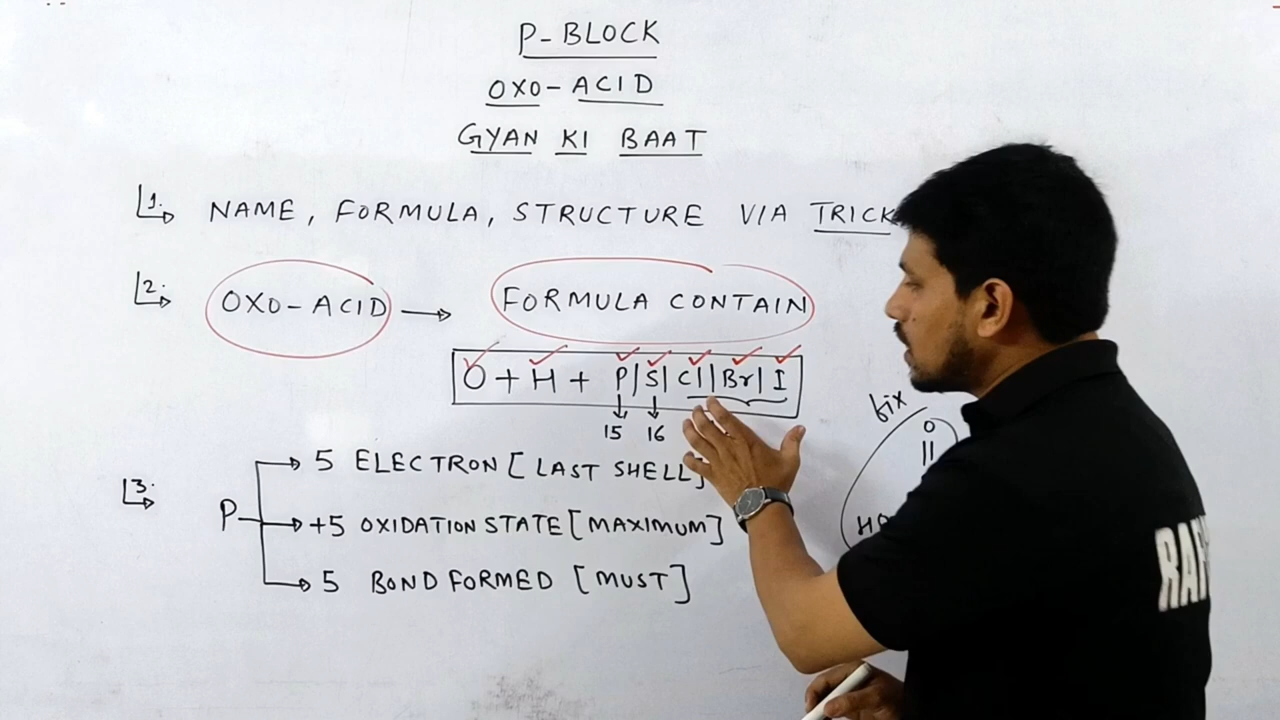 P-BLOCK
OXO-ACID
GYAN KI BAAT
1. NAME, FORMULA, STRUCTURE VIA TRICK
2. OXO-ACID → FORMULA CONTAIN
O + H + P|S|Cl|Br|I
15 16
3. P → 5 ELECTRON [LAST SHELL]
→ +5 OXIDATION STATE [MAXIMUM]
→ 5 BOND FORMED [MUST]
fix
O
||